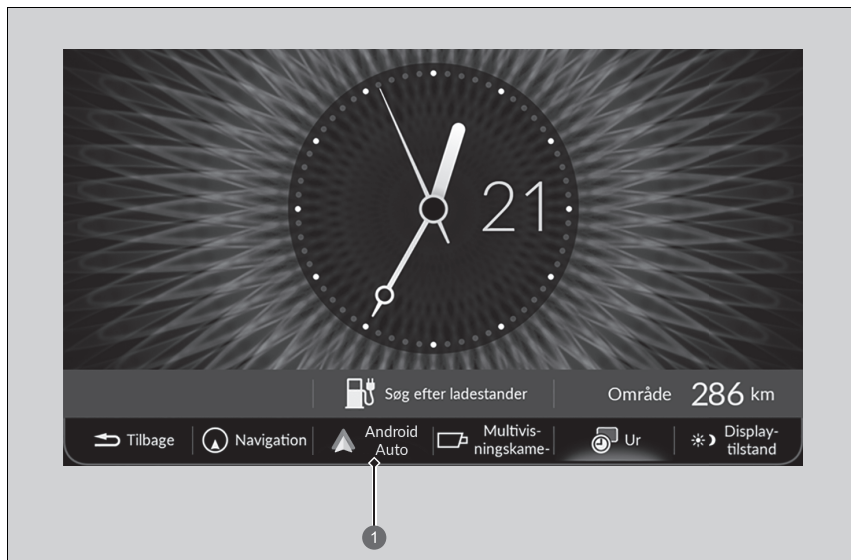 21
Søg efter ladestander
Område 286 km
Tilbage
Navigation
Android
Auto
Multivis-
ningskame-
Ur
Display-
tilstand
1